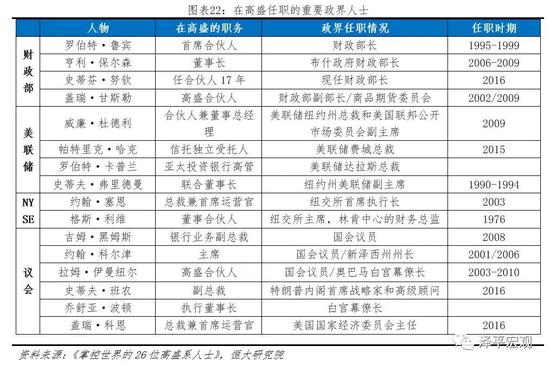 图表22：在高盛任职的重要政界人士
人物 在高盛的职务 政界任职情况 任职时期
财政部
罗伯特·鲁宾 首席合伙人 财政部长 1995-1999
亨利·保尔森 董事长 布什政府财政部长 2006-2009
史蒂芬·努钦 任合伙人 17 年 现任财政部长 2016
盖瑞·甘斯勒 高盛合伙人 财政部副部长/商品期货委员会 2002/2009
美联储
威廉·杜德利 合伙人兼董事总经理 美联储纽约州总裁和美国联邦公开市场委员会副主席 2009
帕特里克·哈克 信托独立受托人 美联储费城总裁 2015
罗伯特·卡普兰 亚太投资银行高管 美联储达拉斯总裁
史蒂夫·弗里德曼 联合董事长 纽约州美联储副主席 1990-1994
NYSE
约翰·塞恩 总裁兼首席运营官 纽交所首席执行长 2003
格斯·利维 董事合伙人 纽交所主席，林肯中心的财务总监 1976
议会
吉姆·黑姆斯 银行业务副总裁 国会议员 2008
约翰·科尔津 主席 国会议员/新泽西州州长 2001/2006
拉姆·伊曼纽尔 高盛合伙人 国会议员/奥巴马白宫幕僚长 2003-2010
史蒂夫·班农 副总裁 特朗普内阁首席战略家和高级顾问 2016
乔舒亚·波顿 执行董事长 白宫幕僚长
盖瑞·科恩 总裁兼首席运营官 美国国家经济委员会主任 2016
资料来源：《掌控世界的 26 位高盛系人士》，恒大研究院
泽平宏观